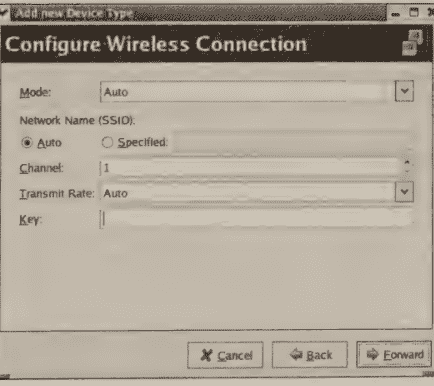 Add new Device Type
Configure Wireless Connection
Mode: Auto
Network Name (SSID):
Auto Specified:
Channel: 1
Transmit Rate: Auto
Key:
Cancel Back Forward